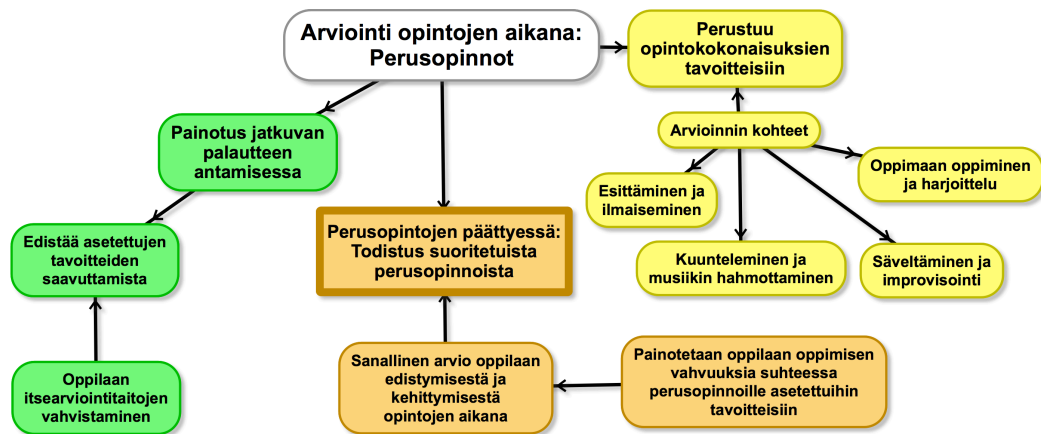 Arviointi opintojen aikana:
Perusopinnot
Perustuu
opintokokonaisuksien
tavoitteisiin
Painotus jatkuvan
palautteen
antamisessa
Arvioinnin kohteet
Oppimaan oppiminen
ja harjoittelu
Esittäminen ja
ilmaiseminen
Edistää asetettujen
tavoitteiden
saavuttamista
Perusopintojen päättyessä:
Todistus suoritetuista
perusopinnoista
Kuunteleminen ja
musiikin hahmottaminen
Säveltäminen ja
improvisointi
Oppilaan
itsearviointitaitojen
vahvistaminen
Sanallinen arvio oppilaan
edistymisestä ja
kehittymisestä
opintojen aikana
Painotetaan oppilaan oppimisen
vahvuuksia suhteessa
perusopinnoille asetettuihin
tavoitteisiin